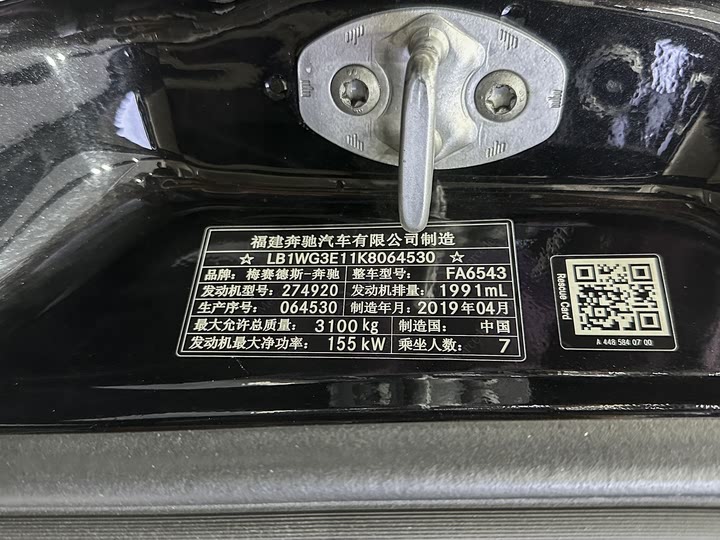 福建奔驰汽车有限公司制造
☆ LB1WG3E11K8064530 ☆
品牌: 梅赛德斯-奔驰 整车型号: FA6543
发动机型号: 274920 发动机排量: 1991mL
生产序号: 064530 制造年月: 2019年04月
最大允许总质量: 3100 kg 制造国: 中国
发动机最大净功率: 155 kW 乘坐人数: 7
Rescue Card
A 448 584 07 00